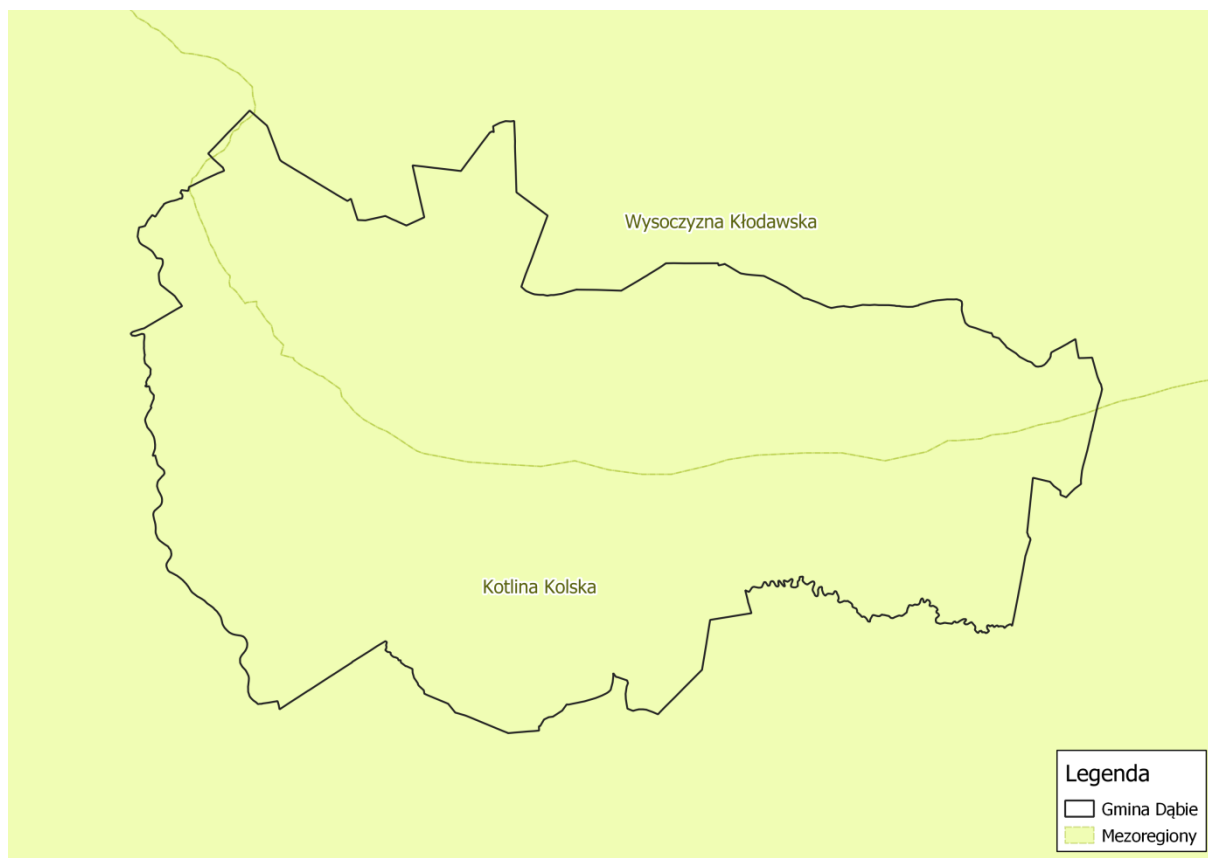 Wysoczyzna Kłodawska
Kotlina Kolska
Legenda
Gmina Dąbie
Mezoregiony